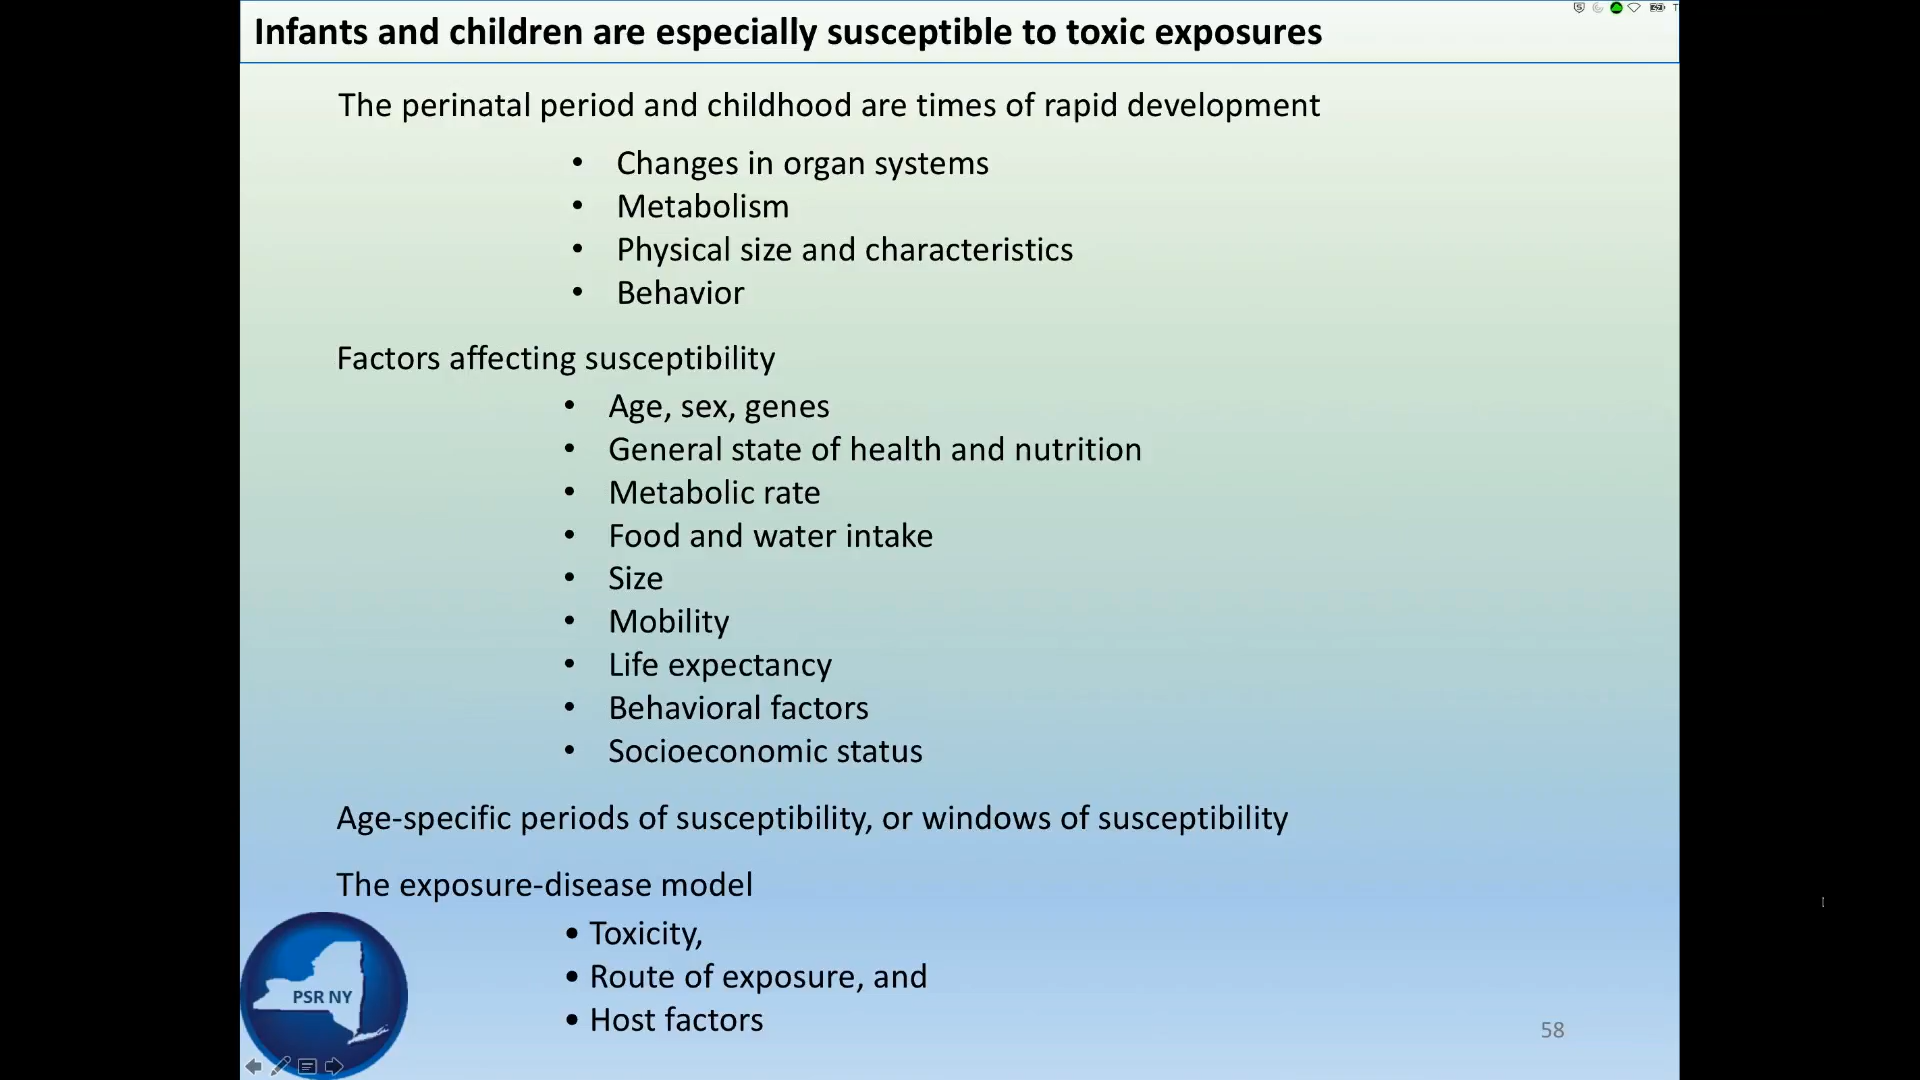 Infants and children are especially susceptible to toxic exposures
The perinatal period and childhood are times of rapid development
• Changes in organ systems
• Metabolism
• Physical size and characteristics
• Behavior
Factors affecting susceptibility
• Age, sex, genes
• General state of health and nutrition
• Metabolic rate
• Food and water intake
• Size
• Mobility
• Life expectancy
• Behavioral factors
• Socioeconomic status
Age-specific periods of susceptibility, or windows of susceptibility
The exposure-disease model
• Toxicity,
• Route of exposure, and
• Host factors
PSR NY
58